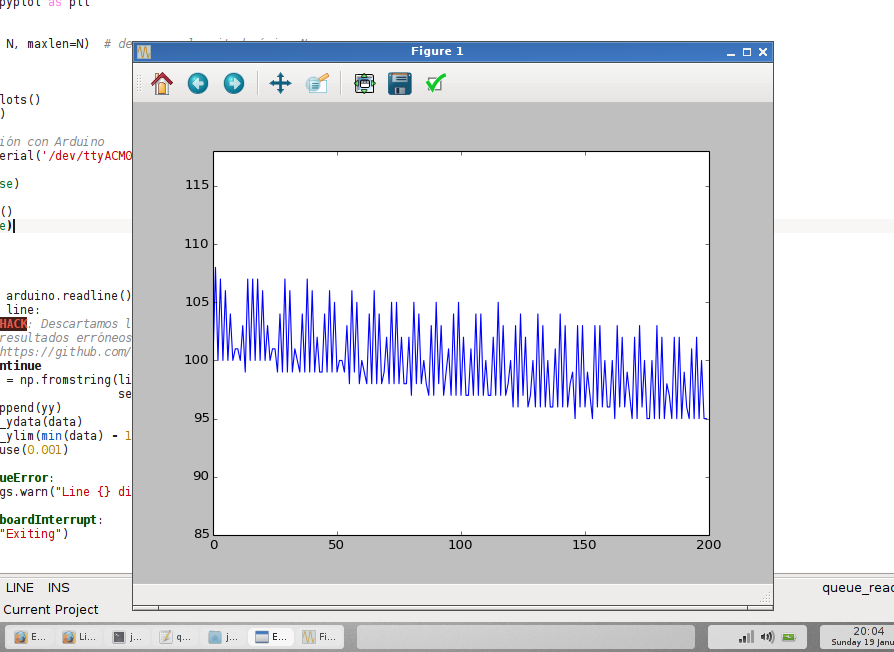 pyplot as plt
N, maxlen=N) # de
Figure 1
lots()
)
ión con Arduino
erial('/dev/ttyACM0
se)
()
e)
arduino.readline()
line:
HACK: Descartamos l
resultados erróneos
https://github.com/
ntinue
= np.fromstring(li
se
ppend(yy)
_ydata(data)
_ylim(min(data) - 1
use(0.001)
ueError:
gs.warn("Line {} di
boardInterrupt:
"Exiting")
115
110
105
100
95
90
85
0 50 100 150 200
LINE INS
queue_read
Current Project
E...
Li...
j...
q...
j...
E...
Fi...
20:04
Sunday 19 Janu